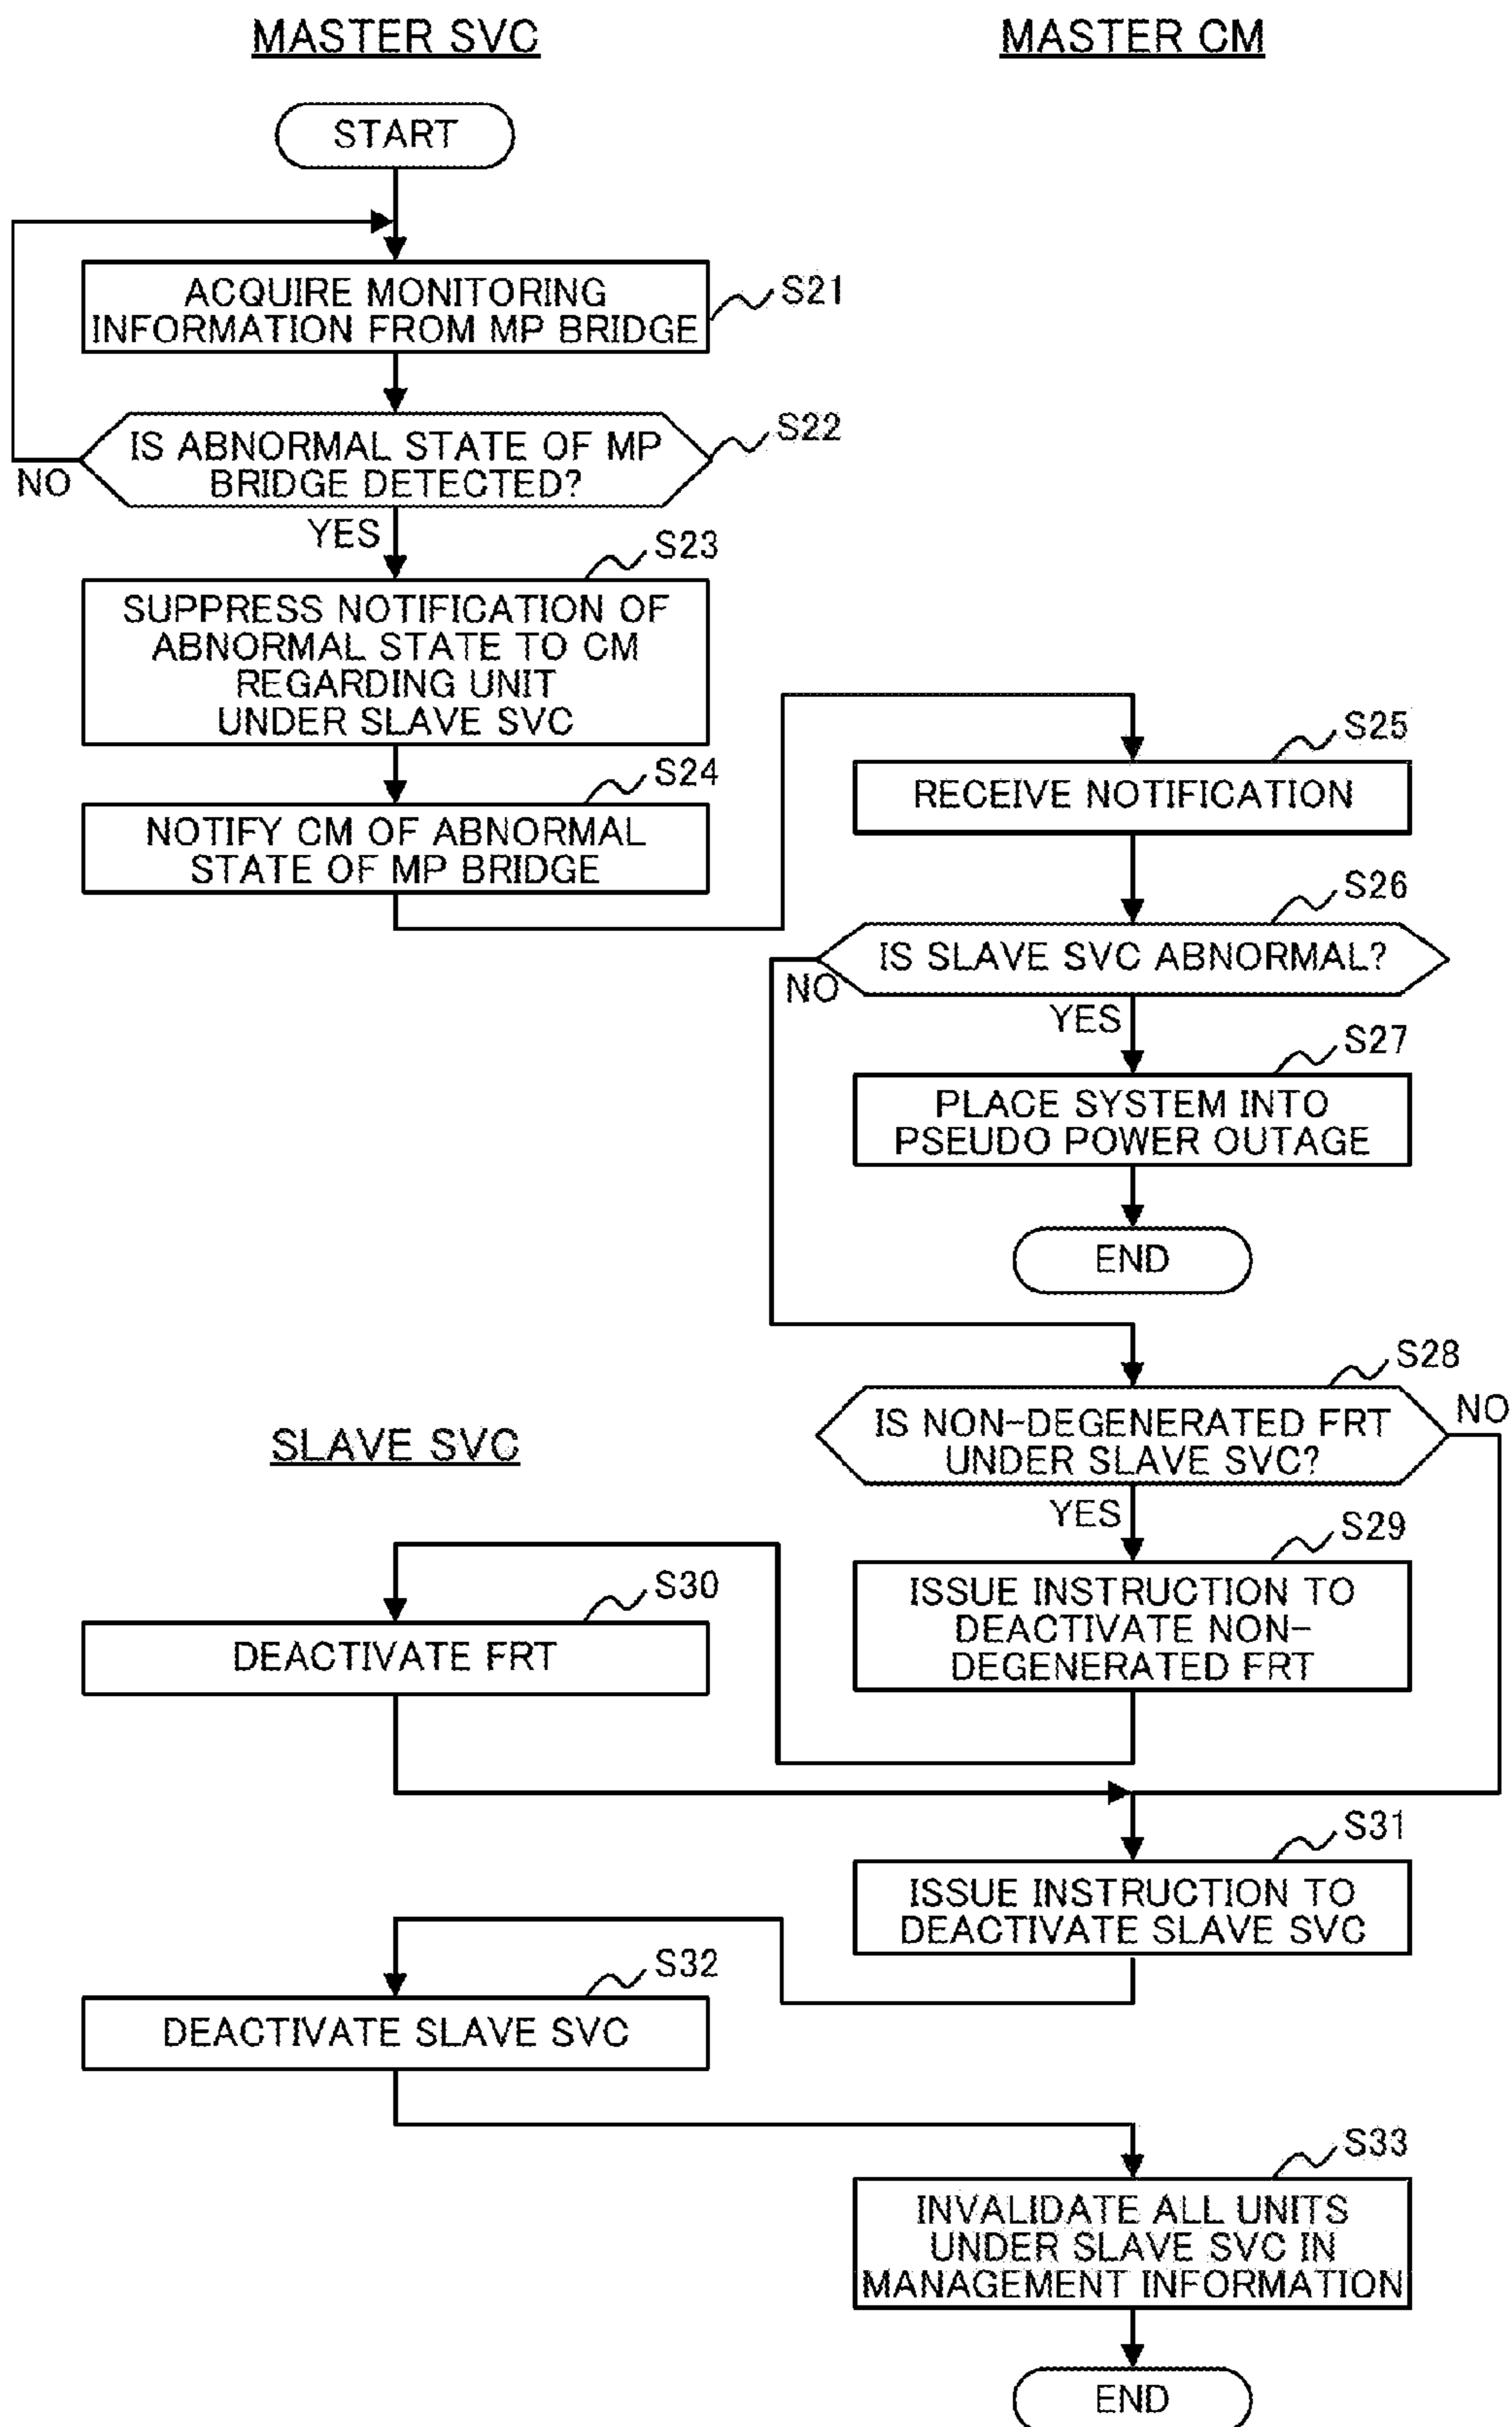 MASTER SVC
MASTER CM
START
ACQUIRE MONITORING
INFORMATION FROM MP BRIDGE
S21
IS ABNORMAL STATE OF MP
BRIDGE DETECTED?
S22
NO
YES
S23
SUPPRESS NOTIFICATION OF
ABNORMAL STATE TO CM
REGARDING UNIT
UNDER SLAVE SVC
S24
NOTIFY CM OF ABNORMAL
STATE OF MP BRIDGE
S25
RECEIVE NOTIFICATION
S26
IS SLAVE SVC ABNORMAL?
NO
YES
S27
PLACE SYSTEM INTO
PSEUDO POWER OUTAGE
END
S28
IS NON-DEGENERATED FRT
UNDER SLAVE SVC?
NO
YES
SLAVE SVC
S29
ISSUE INSTRUCTION TO
DEACTIVATE NON-
DEGENERATED FRT
S30
DEACTIVATE FRT
S31
ISSUE INSTRUCTION TO
DEACTIVATE SLAVE SVC
S32
DEACTIVATE SLAVE SVC
S33
INVALIDATE ALL UNITS
UNDER SLAVE SVC IN
MANAGEMENT INFORMATION
END